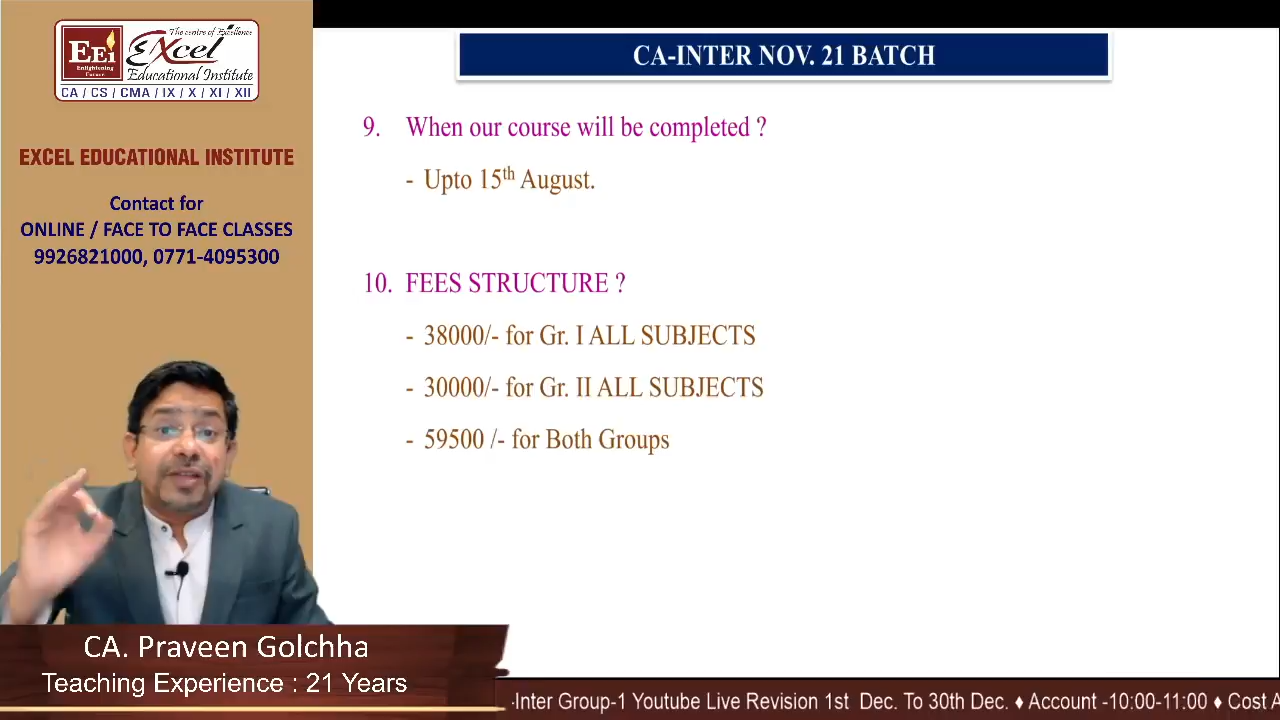 The centre of Excellence
EEi
Enlightening
Career
Excel
Educational Institute
CA / CS / CMA / IX / X / XI / XII
EXCEL EDUCATIONAL INSTITUTE
Contact for
ONLINE / FACE TO FACE CLASSES
9926821000, 0771-4095300
CA-INTER NOV. 21 BATCH
9. When our course will be completed ?
- Upto 15th August.
10. FEES STRUCTURE ?
- 38000/- for Gr. I ALL SUBJECTS
- 30000/- for Gr. II ALL SUBJECTS
- 59500 /- for Both Groups
CA. Praveen Golchha
Teaching Experience : 21 Years
-Inter Group-1 Youtube Live Revision 1st Dec. To 30th Dec. ♦ Account -10:00-11:00 ♦ Cost A